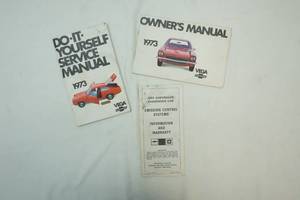 DO-IT-
YOURSELF
SERVICE
MANUAL
1973
VEGA
OWNER'S MANUAL
1973
VEGA
EMISSION CONTROL
SYSTEMS
INFORMATION
AND
WARRANTY